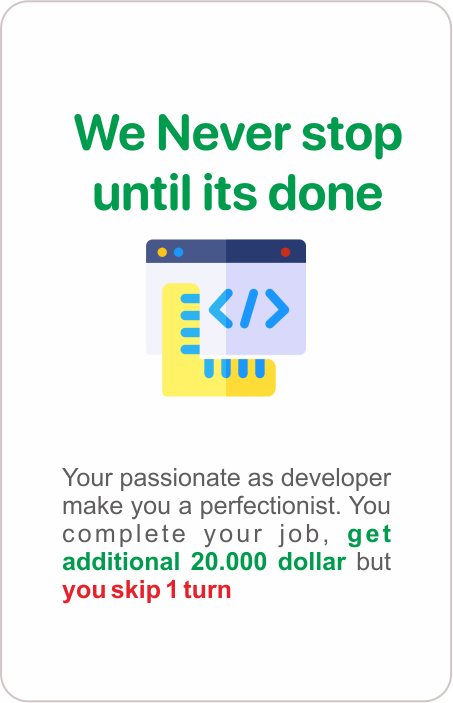 We Never stop
until its done
</>
Your passionate as developer
make you a perfectionist. You
complete your job, get
additional 20.000 dollar but
you skip 1 turn